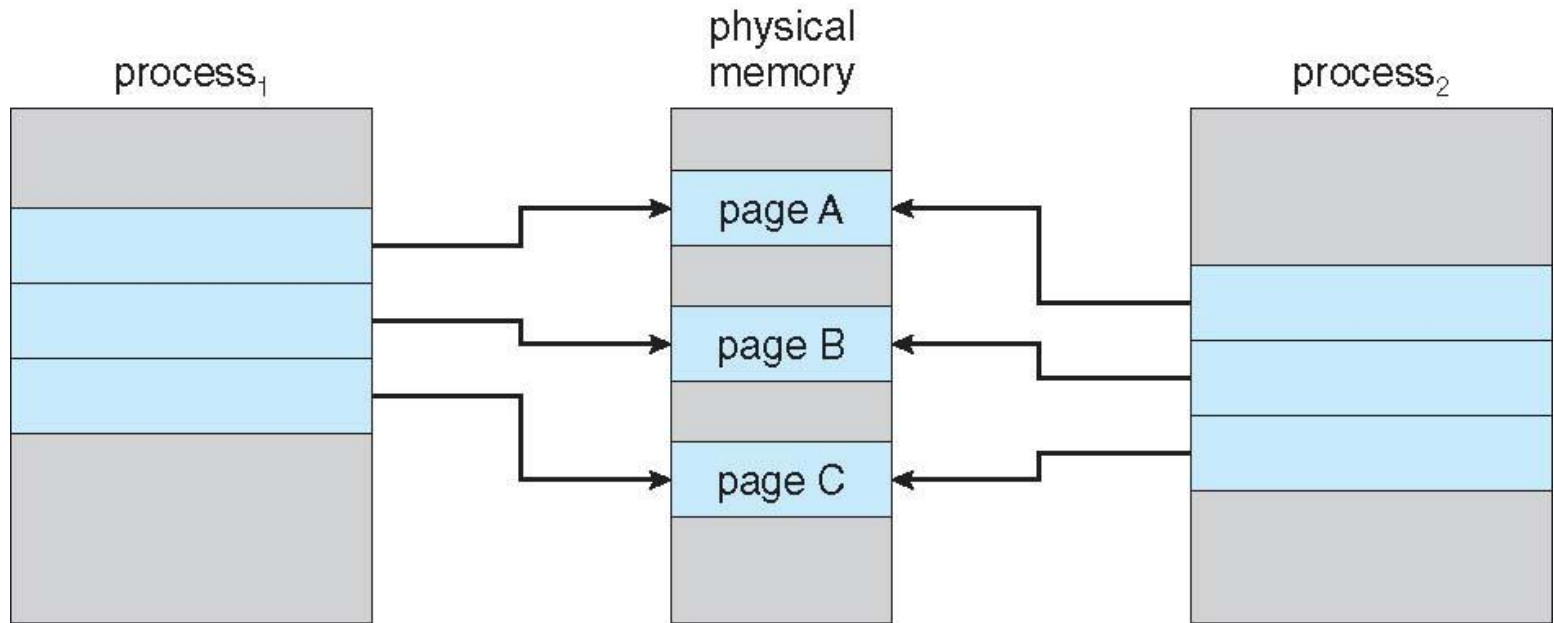 process₁
physical
memory
process₂
page A
page B
page C